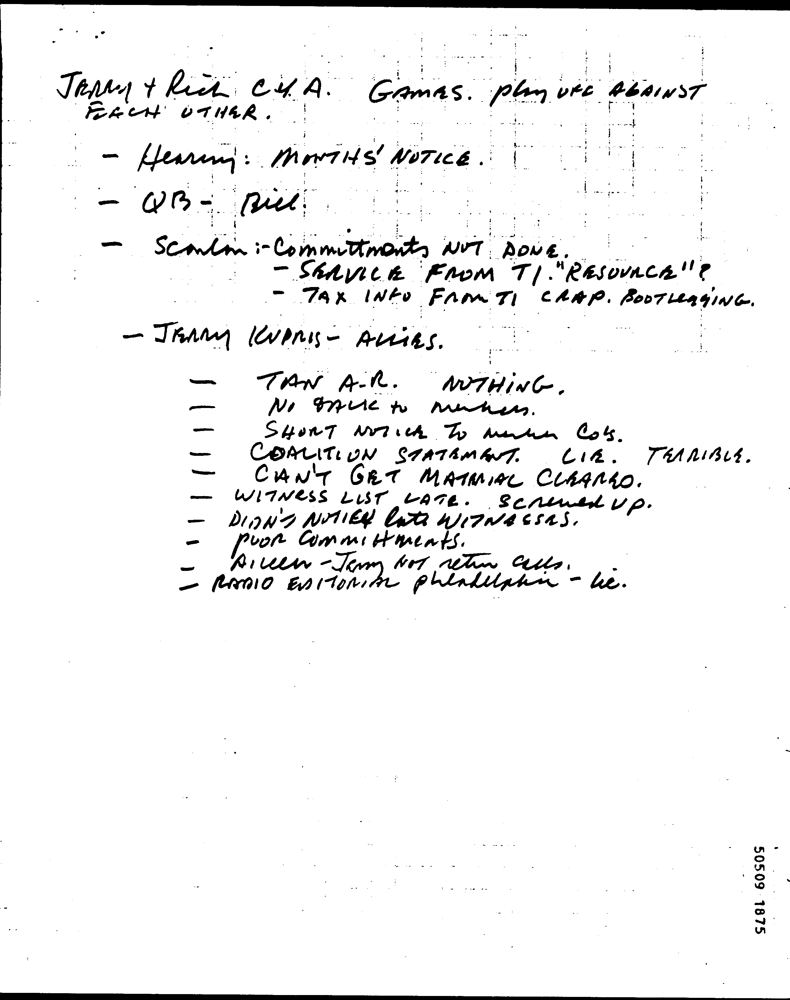 JERRY + Rich C.Y.A. GAMES. Play OFF AGAINST
EACH OTHER.
- Hearing: MONTHS' NOTICE.
- QB - Bill.
- Scanlon :- Committments NOT DONE.
- SERVICE FROM TI. "RESOURCE"?
- TAX INFO FROM TI CRAP. BOOTLEGGING.
- JERRY KUPRIS - ALLIES.
- TAN A-R. NOTHING.
- No TALK to members.
- SHORT NOTICE To member Co's.
- COALITION STATEMENT. LIE. TERRIBLE.
- CAN'T GET MATRIAL CLEARED.
- WITNESS LIST LATE. Screwed UP.
- DIDN'T NOTIFY late WITNESSES.
- POOR Committments.
- Aileen - Jerry NOT return calls.
- RADIO EDITORIAL Philadelphia - lie.
50509 1875